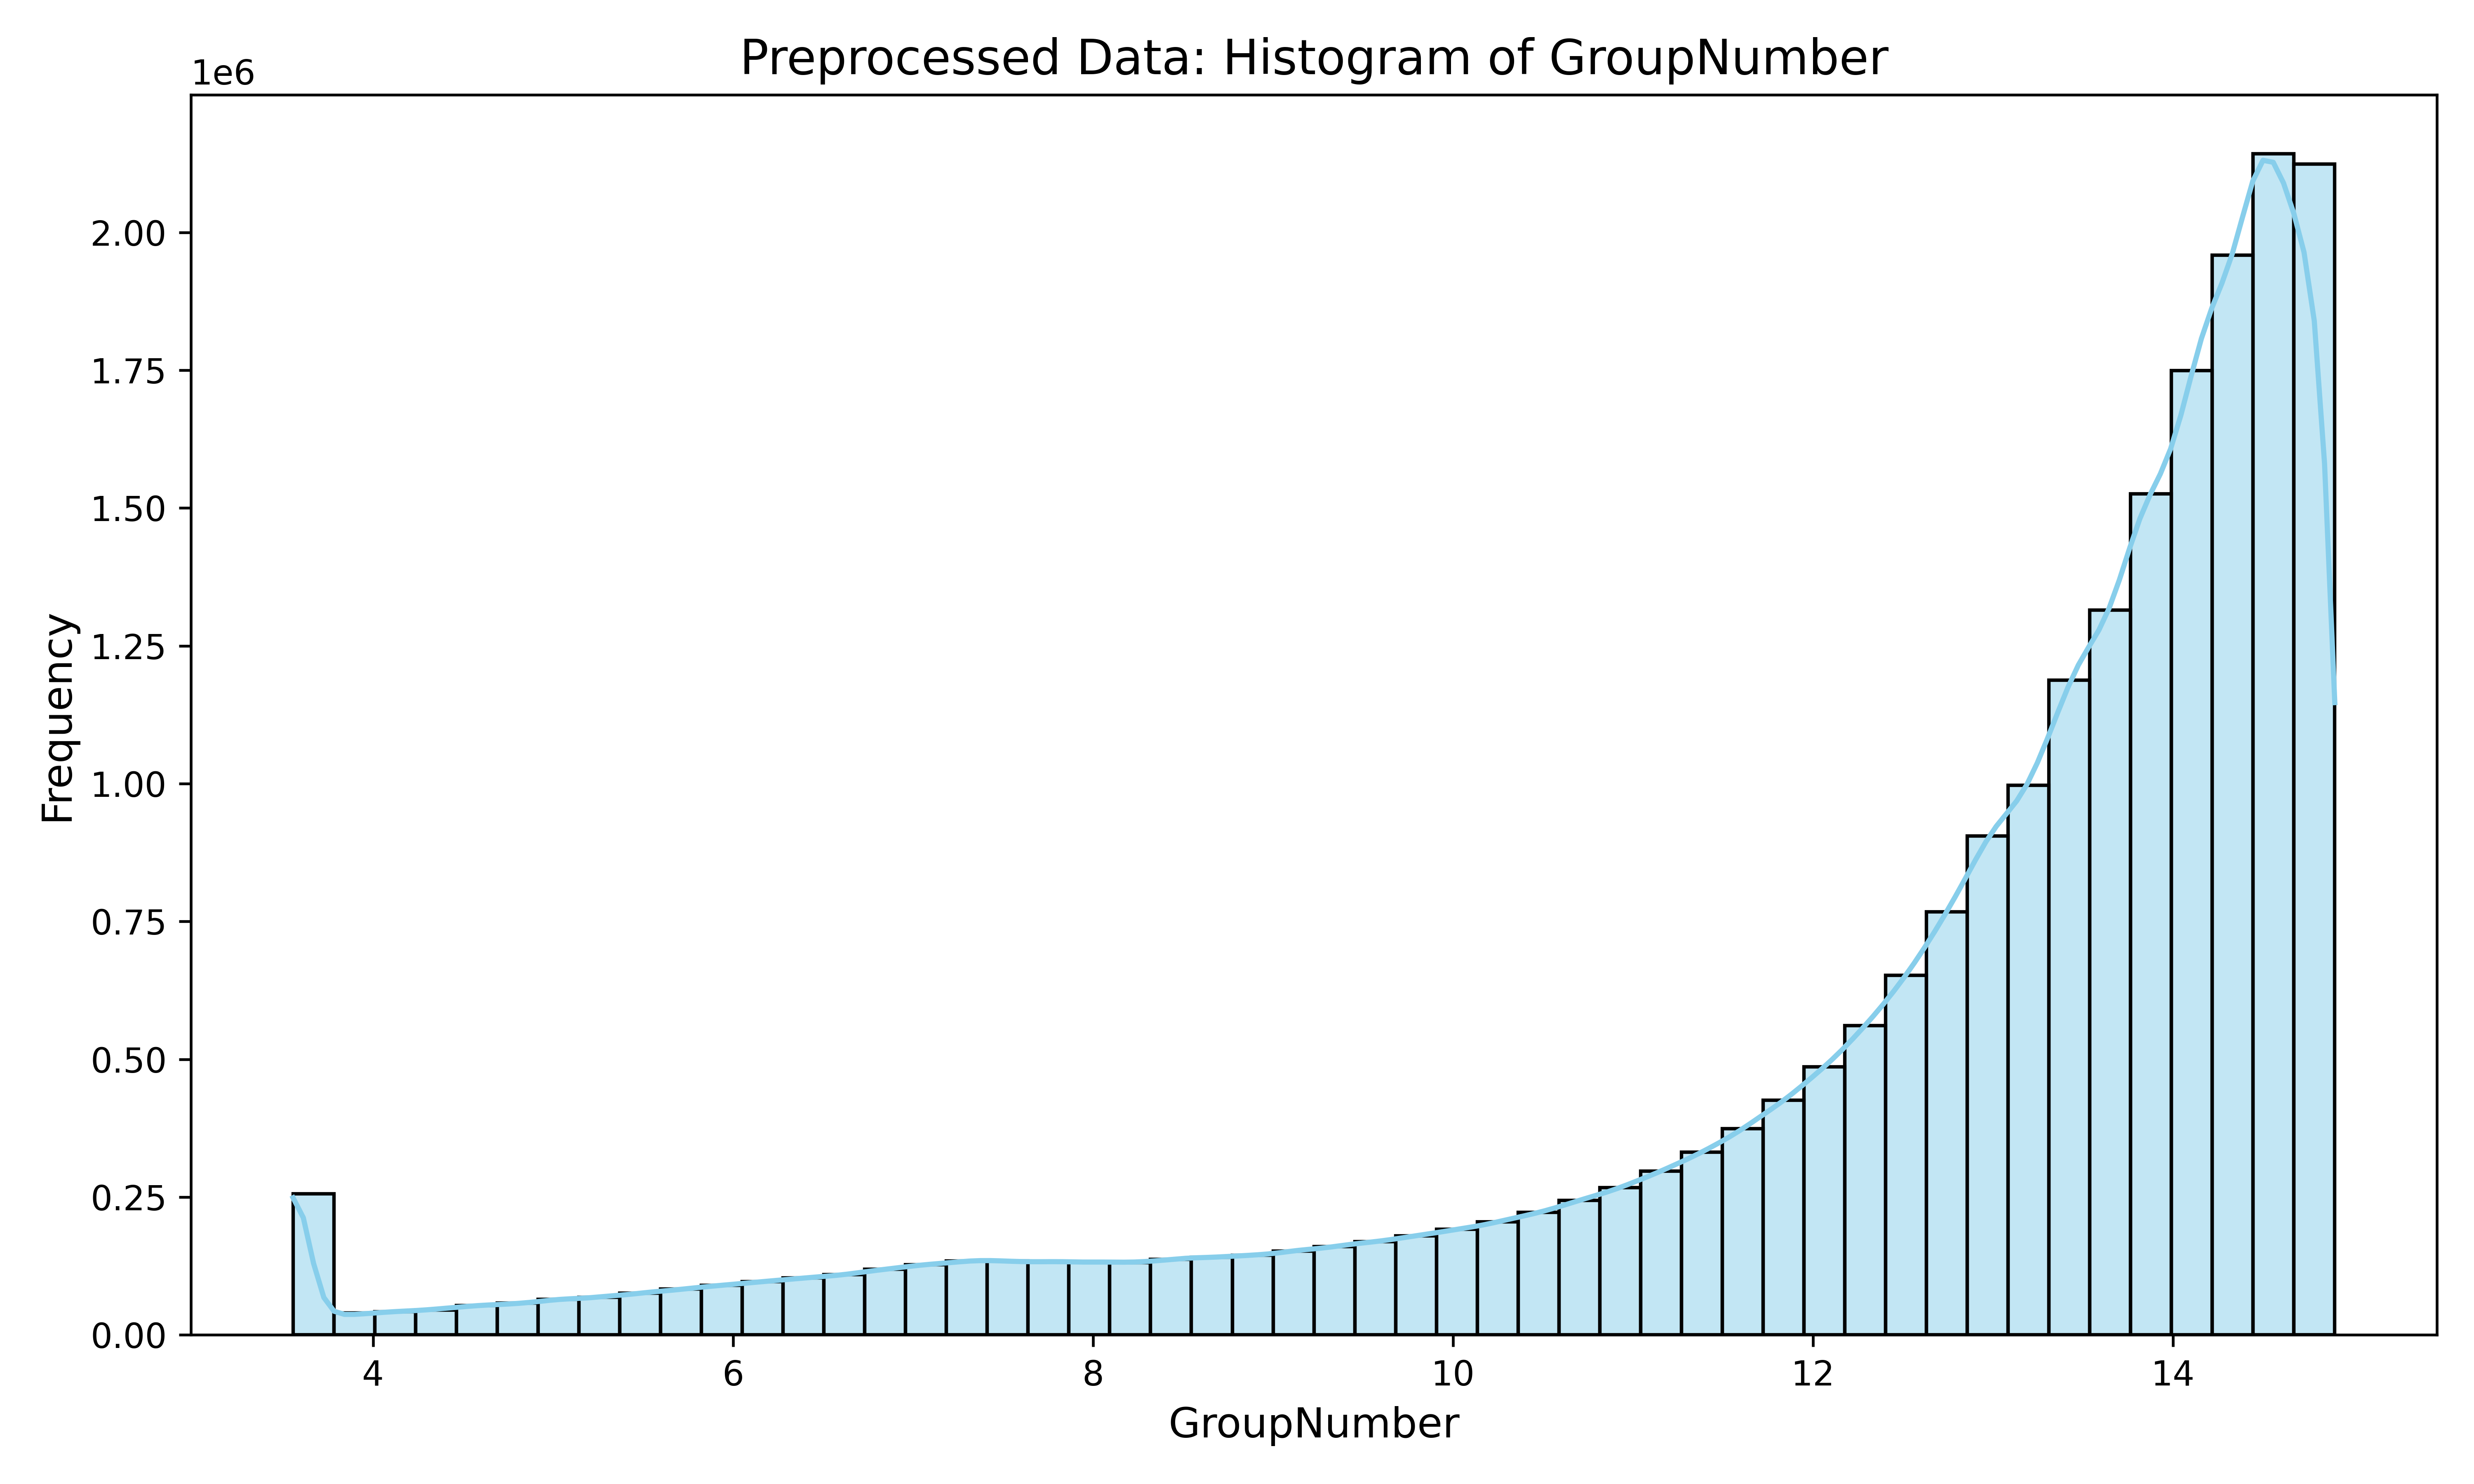 Preprocessed Data: Histogram of GroupNumber
1e6
2.00
1.75
1.50
1.25
1.00
0.75
0.50
0.25
0.00
Frequency
4 6 8 10 12 14
GroupNumber